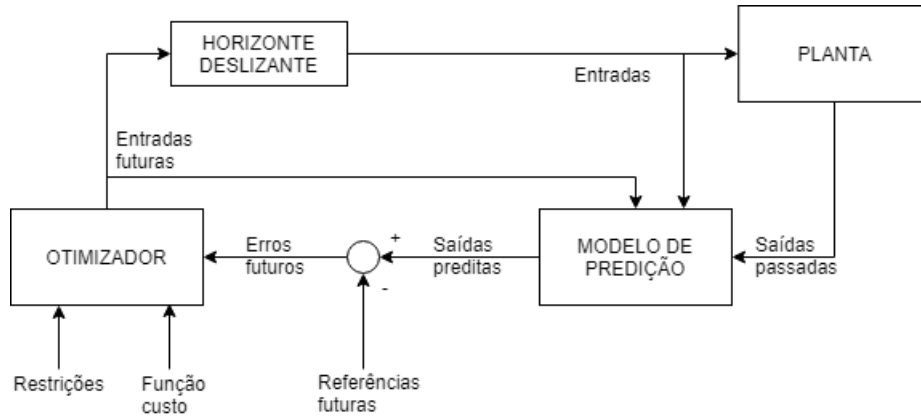 HORIZONTE
DESLIZANTE
PLANTA
Entradas
Entradas
futuras
OTIMIZADOR
Erros
futuros
+
-
Saídas
preditas
MODELO DE
PREDIÇÃO
Saídas
passadas
Restrições
Função
custo
Referências
futuras